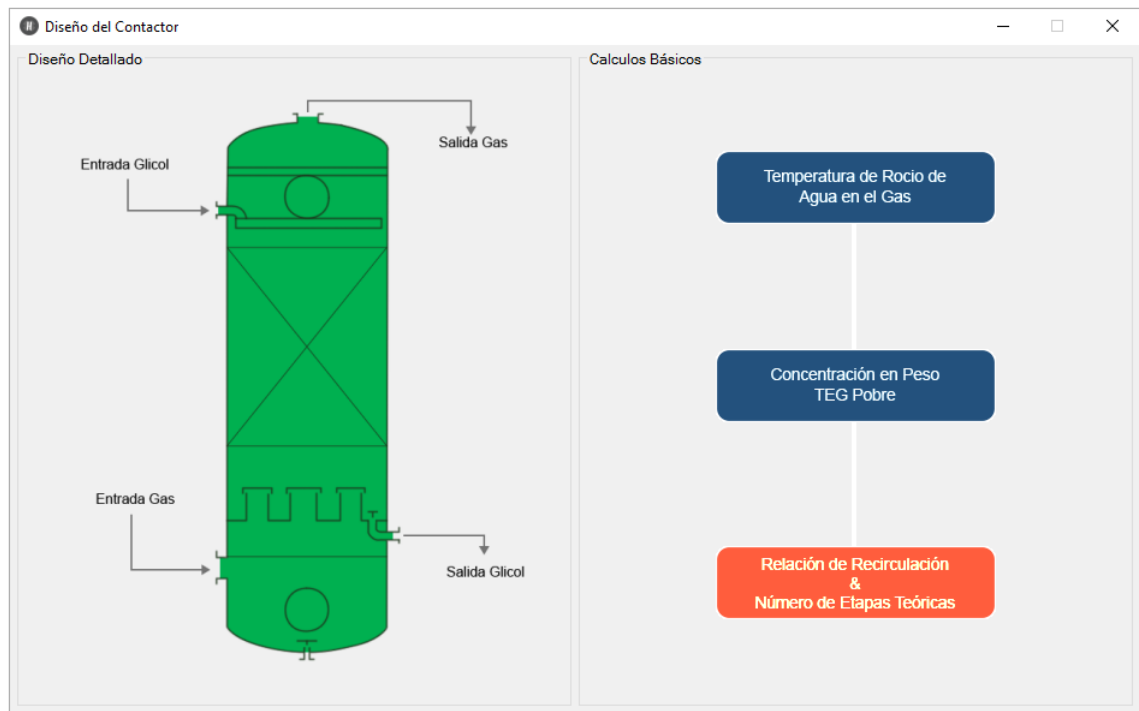 Diseño del Contactor
Diseño Detallado
Salida Gas
Entrada Glicol
Entrada Gas
Salida Glicol
Calculos Básicos
Temperatura de Rocio de
Agua en el Gas
Concentración en Peso
TEG Pobre
Relación de Recirculación
&
Número de Etapas Teóricas